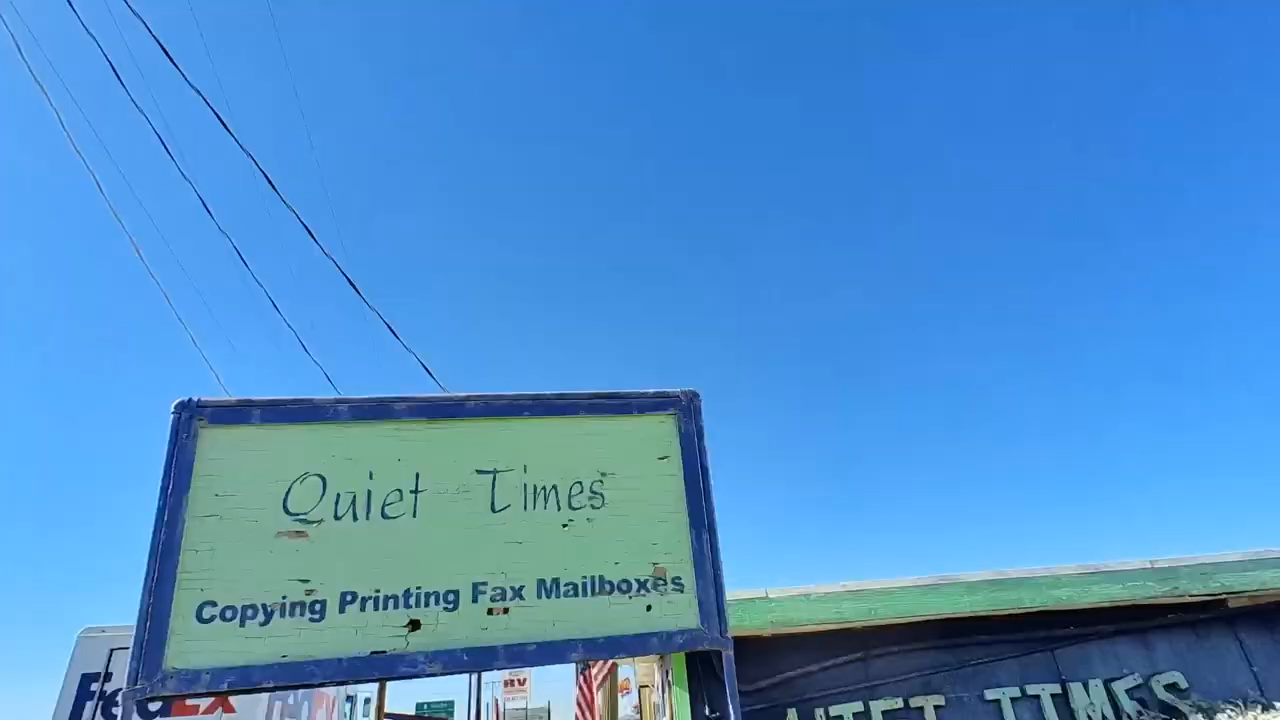 Quiet Times
Copying Printing Fax Mailboxes
FedEx
RV
QUIET TIMES